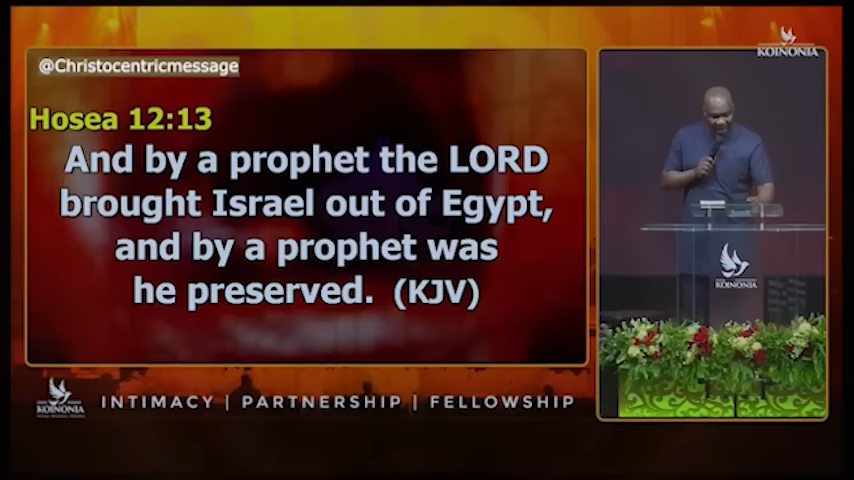 @Christocentricmessage
KOINONIA
Hosea 12:13
And by a prophet the LORD
brought Israel out of Egypt,
and by a prophet was
he preserved. (KJV)
KOINONIA
KOINONIA
INTIMACY | PARTNERSHIP | FELLOWSHIP